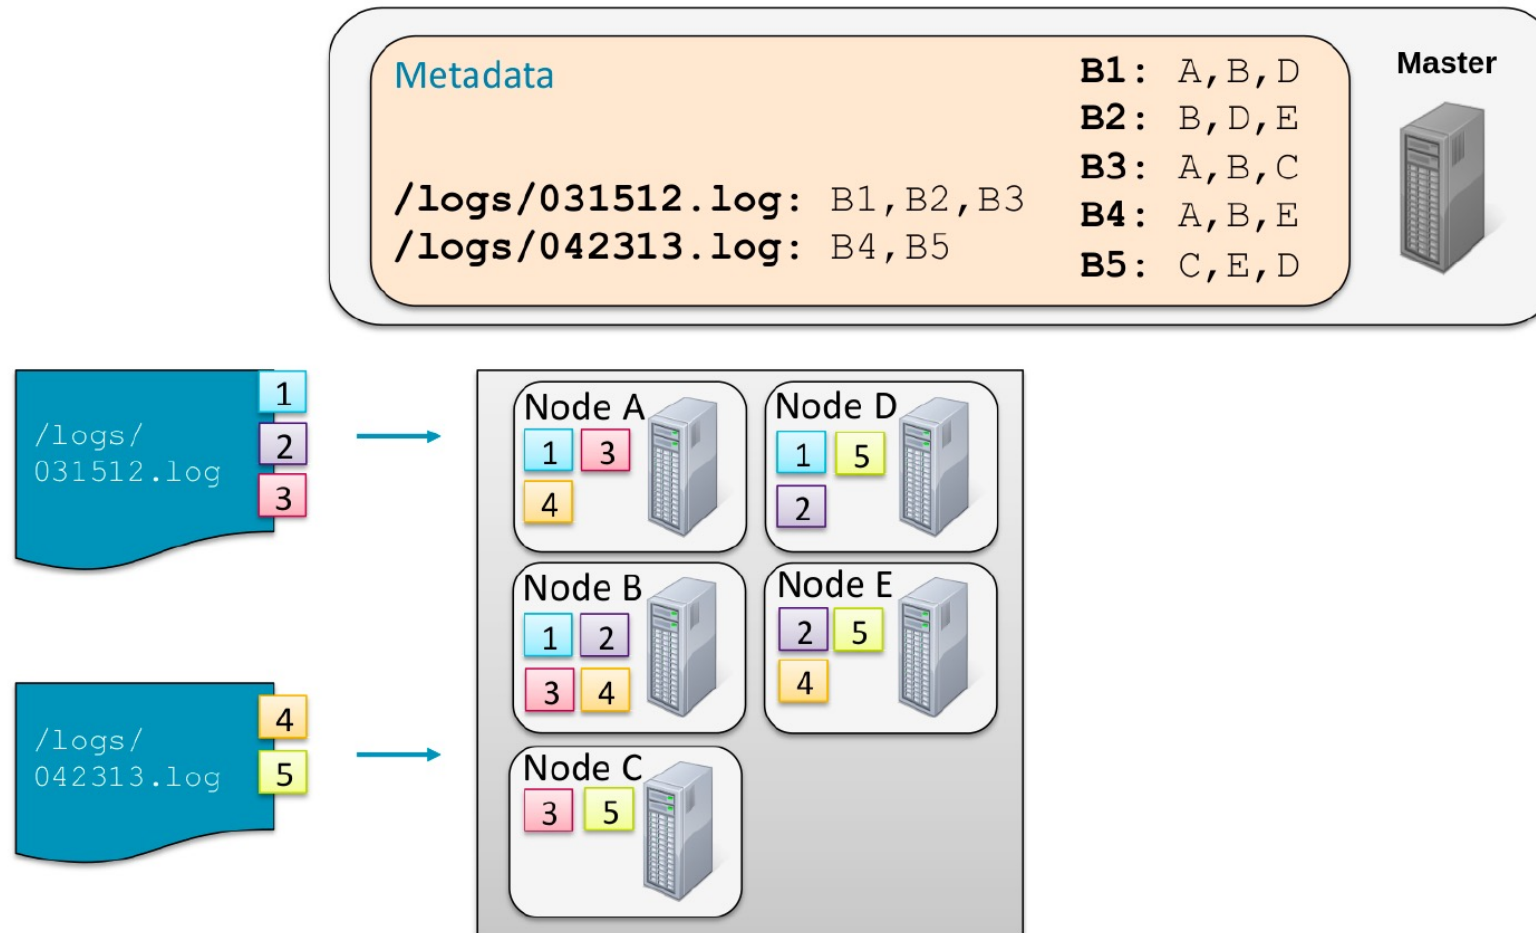 Metadata
/logs/031512.log: B1,B2,B3
/logs/042313.log: B4,B5
B1: A,B,D
B2: B,D,E
B3: A,B,C
B4: A,B,E
B5: C,E,D
Master
/logs/
031512.log
1
2
3
/logs/
042313.log
4
5
Node A
1 3
4
Node D
1 5
2
Node B
1 2
3 4
Node E
2 5
4
Node C
3 5